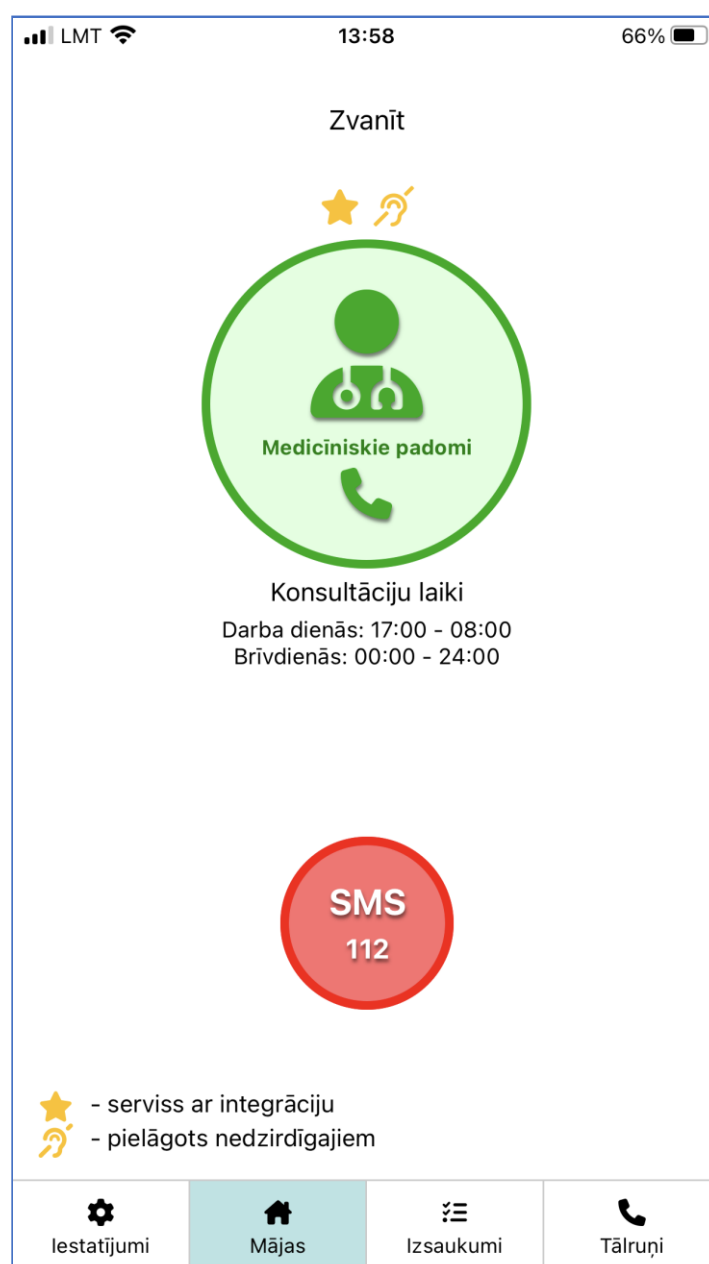 LMT 13:58 66%
Zvanīt
Medicīniskie padomi
Konsultāciju laiki
Darba dienās: 17:00 - 08:00
Brīvdienās: 00:00 - 24:00
SMS
112
- serviss ar integrāciju
- pielāgots nedzirdīgajiem
Iestatījumi Mājas Izsaukumi Tālruņi